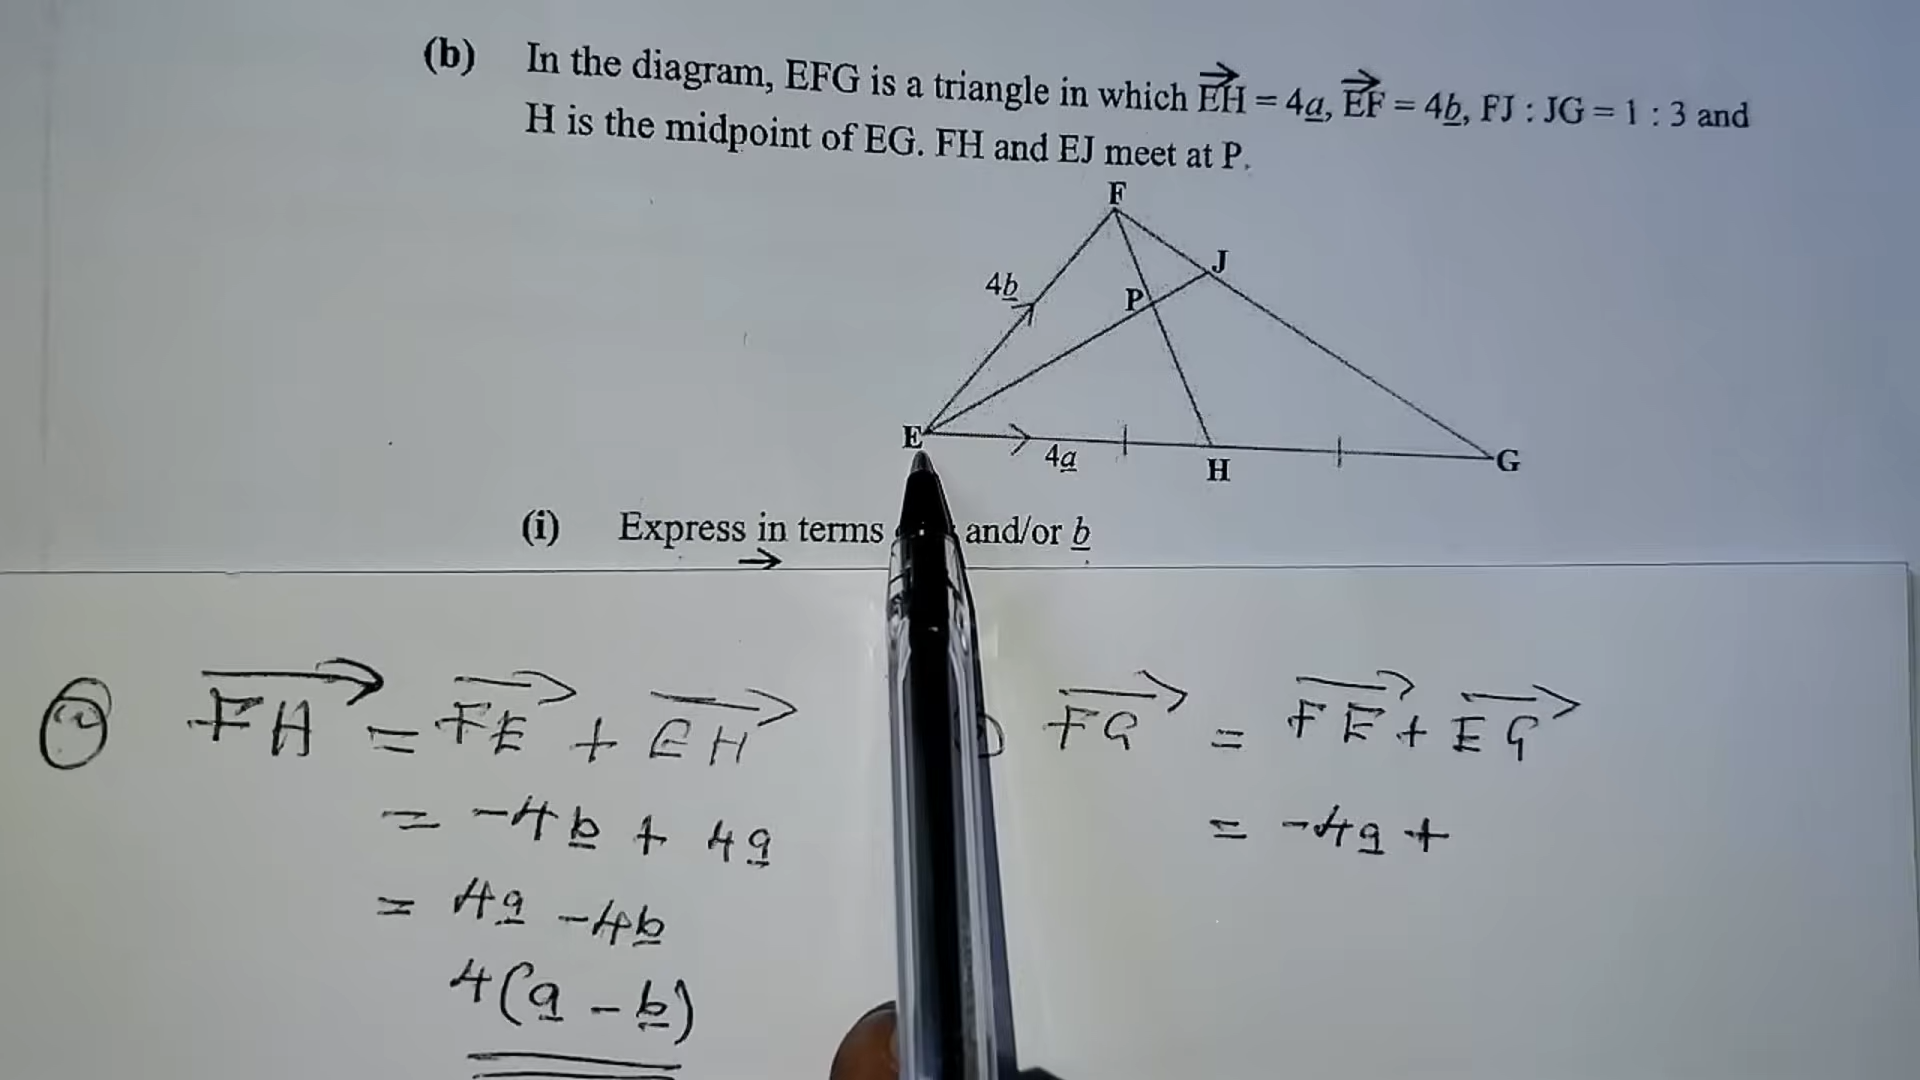 (b) In the diagram, EFG is a triangle in which EH = 4a, EF = 4b, FJ : JG = 1 : 3 and
H is the midpoint of EG. FH and EJ meet at P.
F
J
4b
P
E
4a
H
G
(i) Express in terms and/or b
FH = FE + EH
= -4b + 4a
= 4a - 4b
4(a - b)
FG = FE + EG
= -4a +